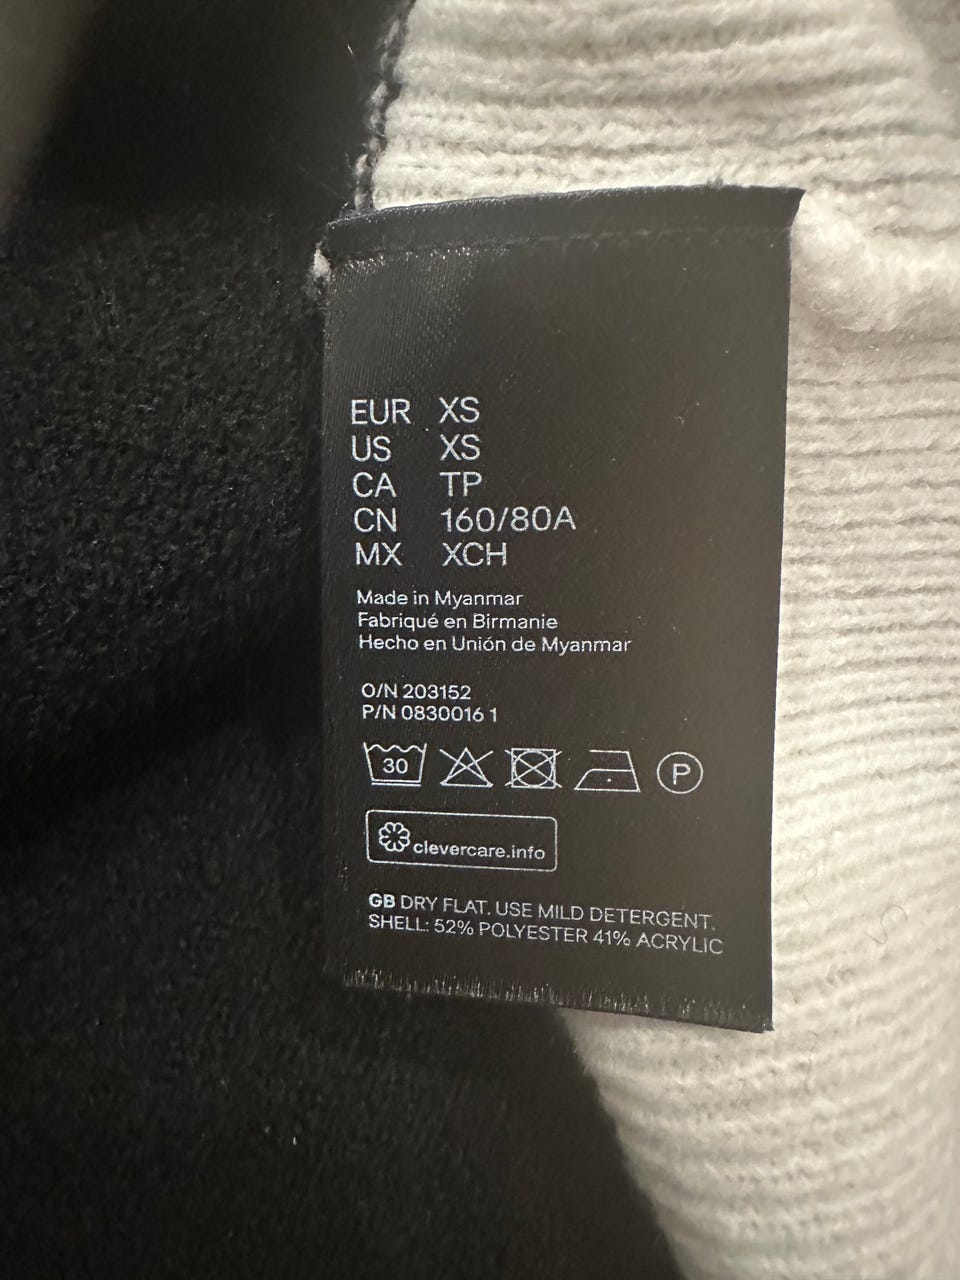 EUR XS
US XS
CA TP
CN 160/80A
MX XCH
Made in Myanmar
Fabriqué en Birmanie
Hecho en Unión de Myanmar
O/N 203152
P/N 0830016 1
30
P
clevercare.info
GB DRY FLAT. USE MILD DETERGENT.
SHELL: 52% POLYESTER 41% ACRYLIC